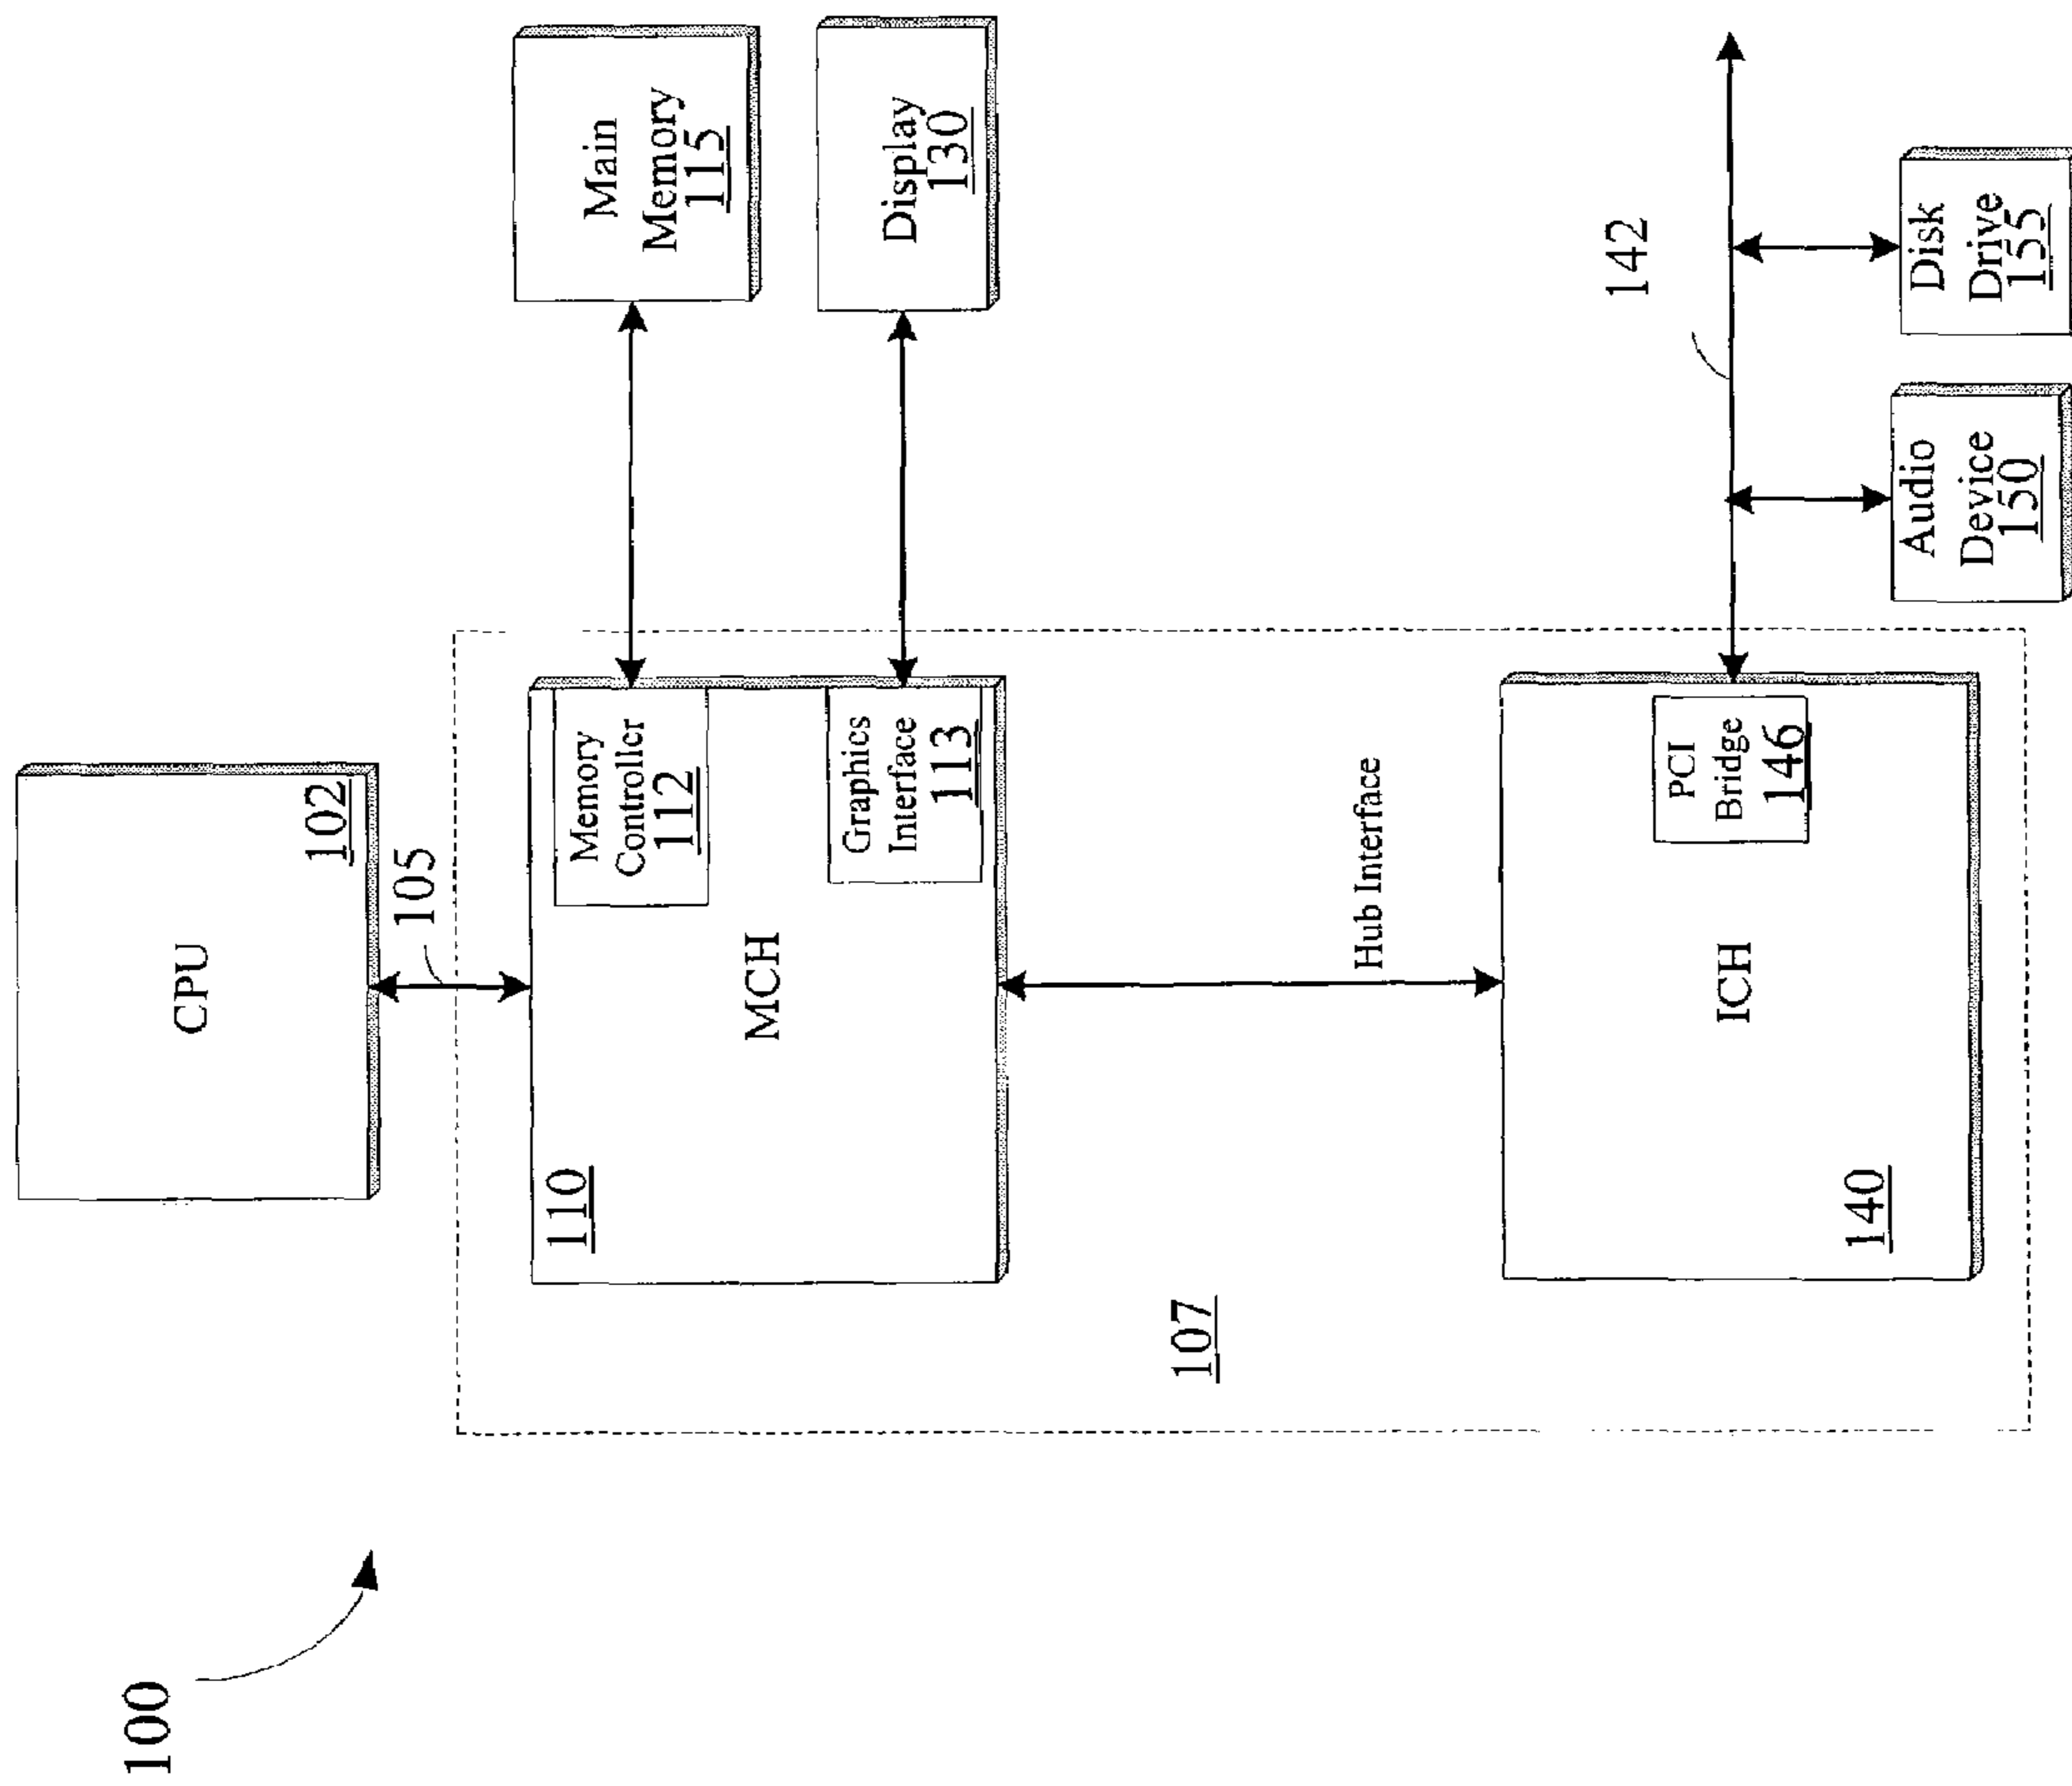 100
CPU
102
105
107
110
MCH
Memory
Controller
112
Graphics
Interface
113
Main
Memory
115
Display
130
Hub Interface
140
ICH
PCI
Bridge
146
142
Audio
Device
150
Disk
Drive
155